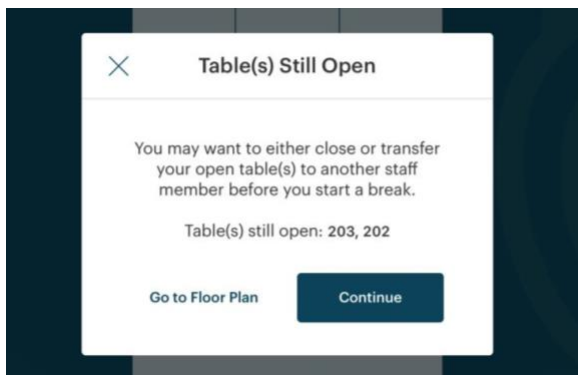 Table(s) Still Open
You may want to either close or transfer
your open table(s) to another staff
member before you start a break.
Table(s) still open: 203, 202
Go to Floor Plan
Continue